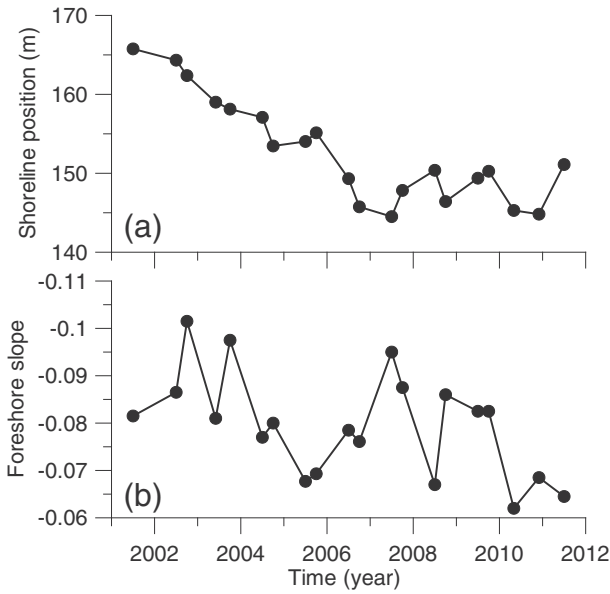 170
160
150
140
Shoreline position (m)
(a)
-0.11
-0.1
-0.09
-0.08
-0.07
-0.06
Foreshore slope
(b)
2002 2004 2006 2008 2010 2012
Time (year)